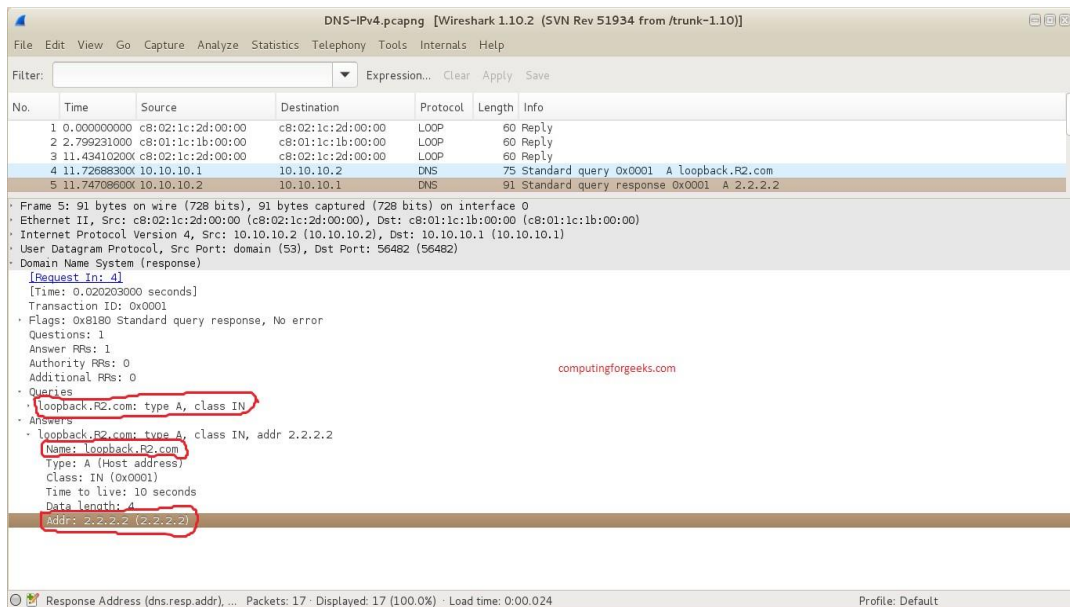 DNS-IPv4.pcapng [Wireshark 1.10.2 (SVN Rev 51934 from /trunk-1.10)]
File Edit View Go Capture Analyze Statistics Telephony Tools Internals Help
Filter: Expression... Clear Apply Save
No. Time Source Destination Protocol Length Info
1 0.000000000 c8:02:1c:2d:00:00 c8:02:1c:2d:00:00 LOOP 60 Reply
2 2.799231000 c8:01:1c:1b:00:00 c8:01:1c:1b:00:00 LOOP 60 Reply
3 11.43410200( c8:02:1c:2d:00:00 c8:02:1c:2d:00:00 LOOP 60 Reply
4 11.72688300( 10.10.10.1 10.10.10.2 DNS 75 Standard query 0x0001 A loopback.R2.com
5 11.74708600( 10.10.10.2 10.10.10.1 DNS 91 Standard query response 0x0001 A 2.2.2.2
Frame 5: 91 bytes on wire (728 bits), 91 bytes captured (728 bits) on interface 0
Ethernet II, Src: c8:02:1c:2d:00:00 (c8:02:1c:2d:00:00), Dst: c8:01:1c:1b:00:00 (c8:01:1c:1b:00:00)
Internet Protocol Version 4, Src: 10.10.10.2 (10.10.10.2), Dst: 10.10.10.1 (10.10.10.1)
User Datagram Protocol, Src Port: domain (53), Dst Port: 56482 (56482)
Domain Name System (response)
[Request In: 4]
[Time: 0.020203000 seconds]
Transaction ID: 0x0001
Flags: 0x8180 Standard query response, No error
Questions: 1
Answer RRs: 1
Authority RRs: 0
Additional RRs: 0
computingforgeeks.com
Queries
loopback.R2.com: type A, class IN
Answers
loopback.R2.com: type A, class IN, addr 2.2.2.2
Name: loopback.R2.com
Type: A (Host address)
Class: IN (0x0001)
Time to live: 10 seconds
Data length: 4
Addr: 2.2.2.2 (2.2.2.2)
Response Address (dns.resp.addr), ... Packets: 17 · Displayed: 17 (100.0%) · Load time: 0:00.024 Profile: Default